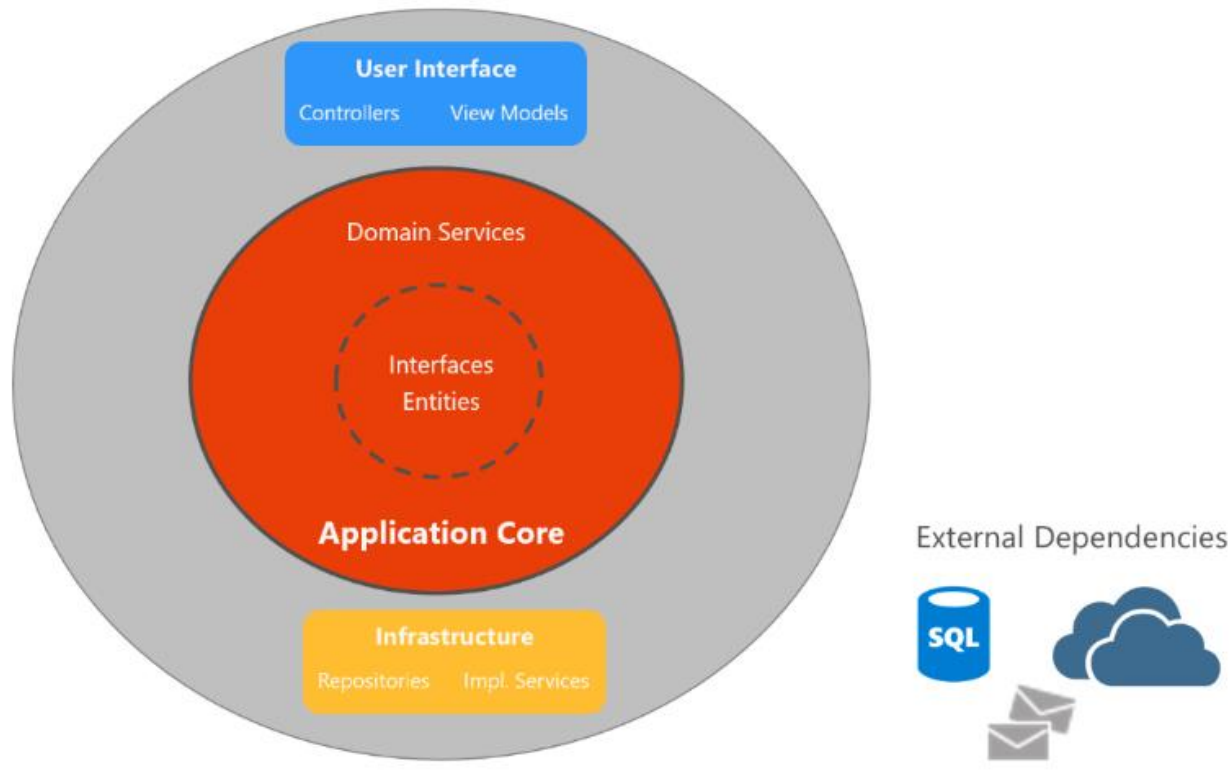 User Interface
Controllers View Models
Domain Services
Interfaces
Entities
Application Core
Infrastructure
Repositories Impl. Services
External Dependencies
SQL